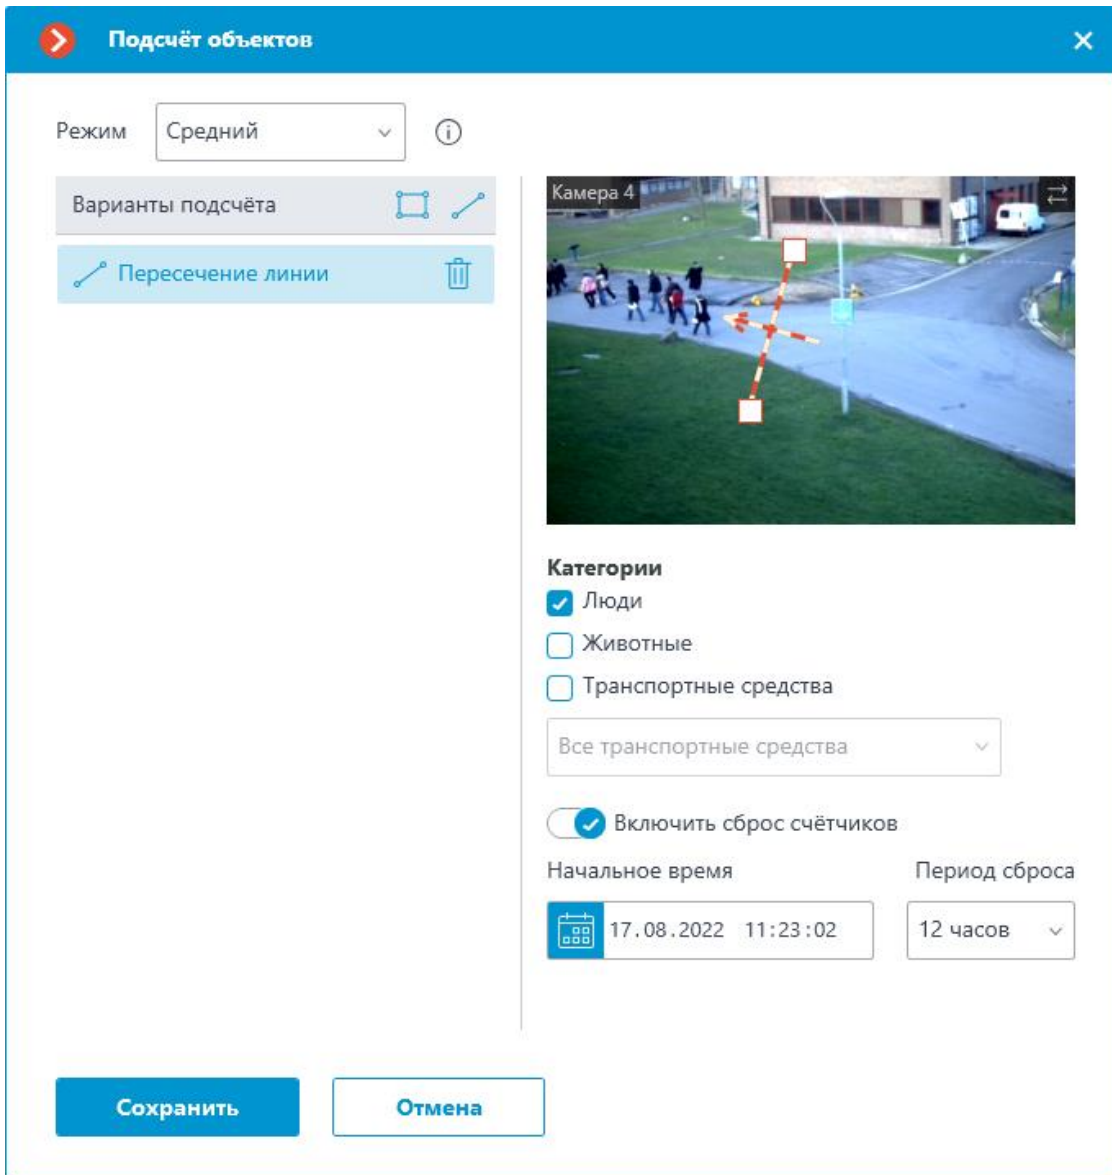 Подсчёт объектов
Режим Средний
Варианты подсчёта
Пересечение линии
Камера 4
Категории
Люди
Животные
Транспортные средства
Все транспортные средства
Включить сброс счётчиков
Начальное время Период сброса
17.08.2022 11:23:02 12 часов
Сохранить Отмена